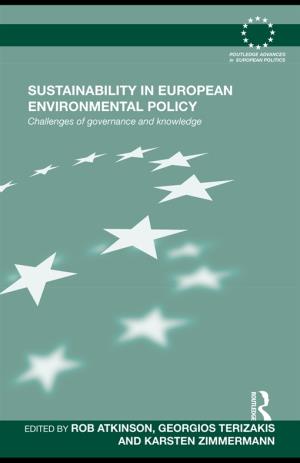 ROUTLEDGE ADVANCES
in EUROPEAN POLITICS
SUSTAINABILITY IN EUROPEAN
ENVIRONMENTAL POLICY
Challenges of governance and knowledge
ROUTLEDGE
EDITED BY ROB ATKINSON, GEORGIOS TERIZAKIS
AND KARSTEN ZIMMERMANN